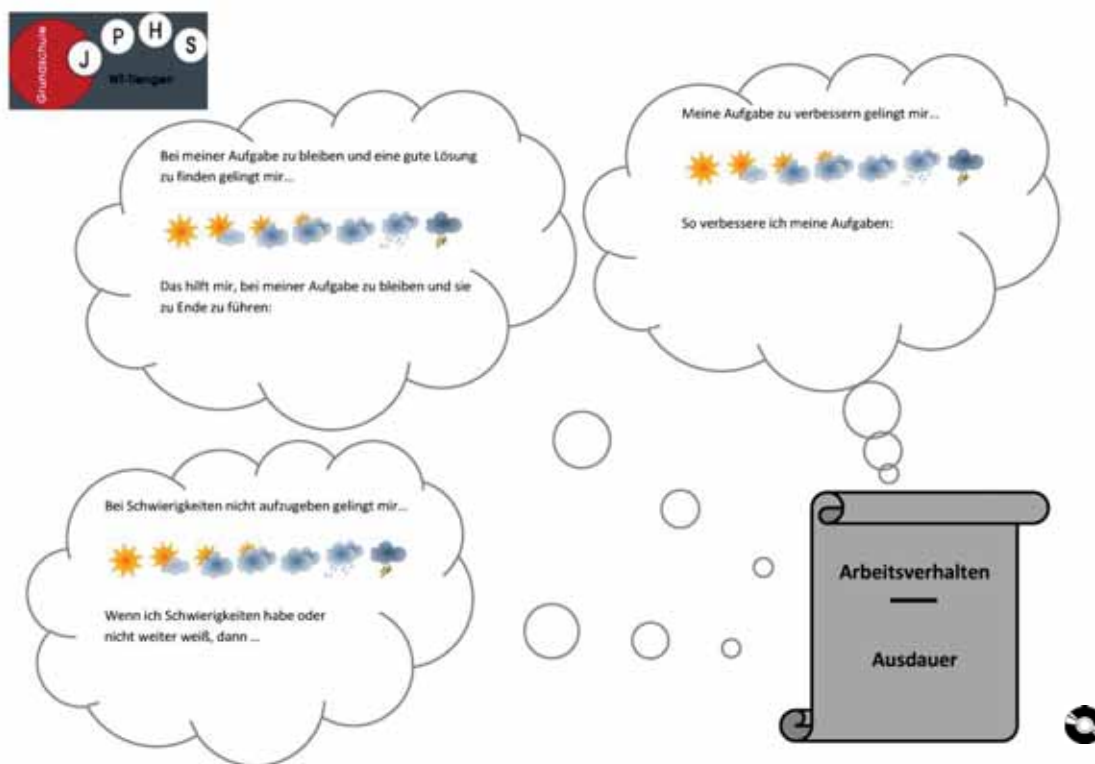 Grundschule
J P H S
WT-Tiengen
Bei meiner Aufgabe zu bleiben und eine gute Lösung
zu finden gelingt mir...
Das hilft mir, bei meiner Aufgabe zu bleiben und sie
zu Ende zu führen:
Meine Aufgabe zu verbessern gelingt mir...
So verbessere ich meine Aufgaben:
Bei Schwierigkeiten nicht aufzugeben gelingt mir...
Wenn ich Schwierigkeiten habe oder
nicht weiter weiß, dann ...
Arbeitsverhalten
Ausdauer